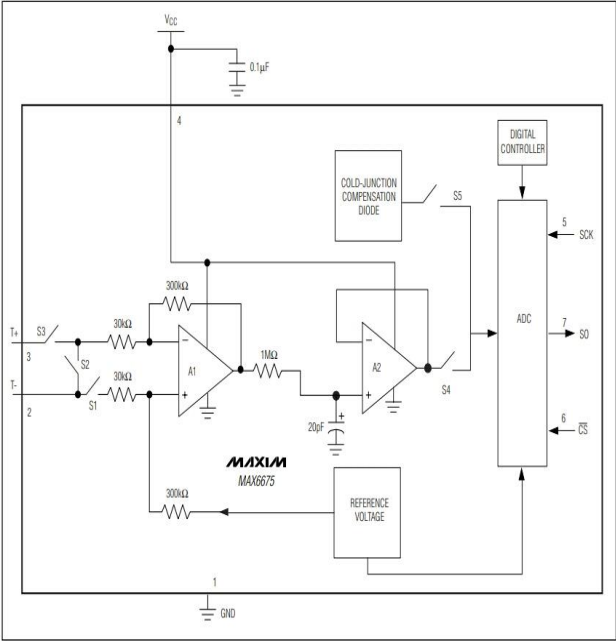 VCC
0.1µF
4
DIGITAL
CONTROLLER
COLD-JUNCTION
COMPENSATION
DIODE
S5
5
SCK
300kΩ
ADC
7
SO
T+
S3
30kΩ
3
S2
−
A1
1MΩ
−
A2
T-
S1
30kΩ
2
+
+
S4
6
CS
20pF
+
MAXIM
MAX6675
300kΩ
REFERENCE
VOLTAGE
1
GND